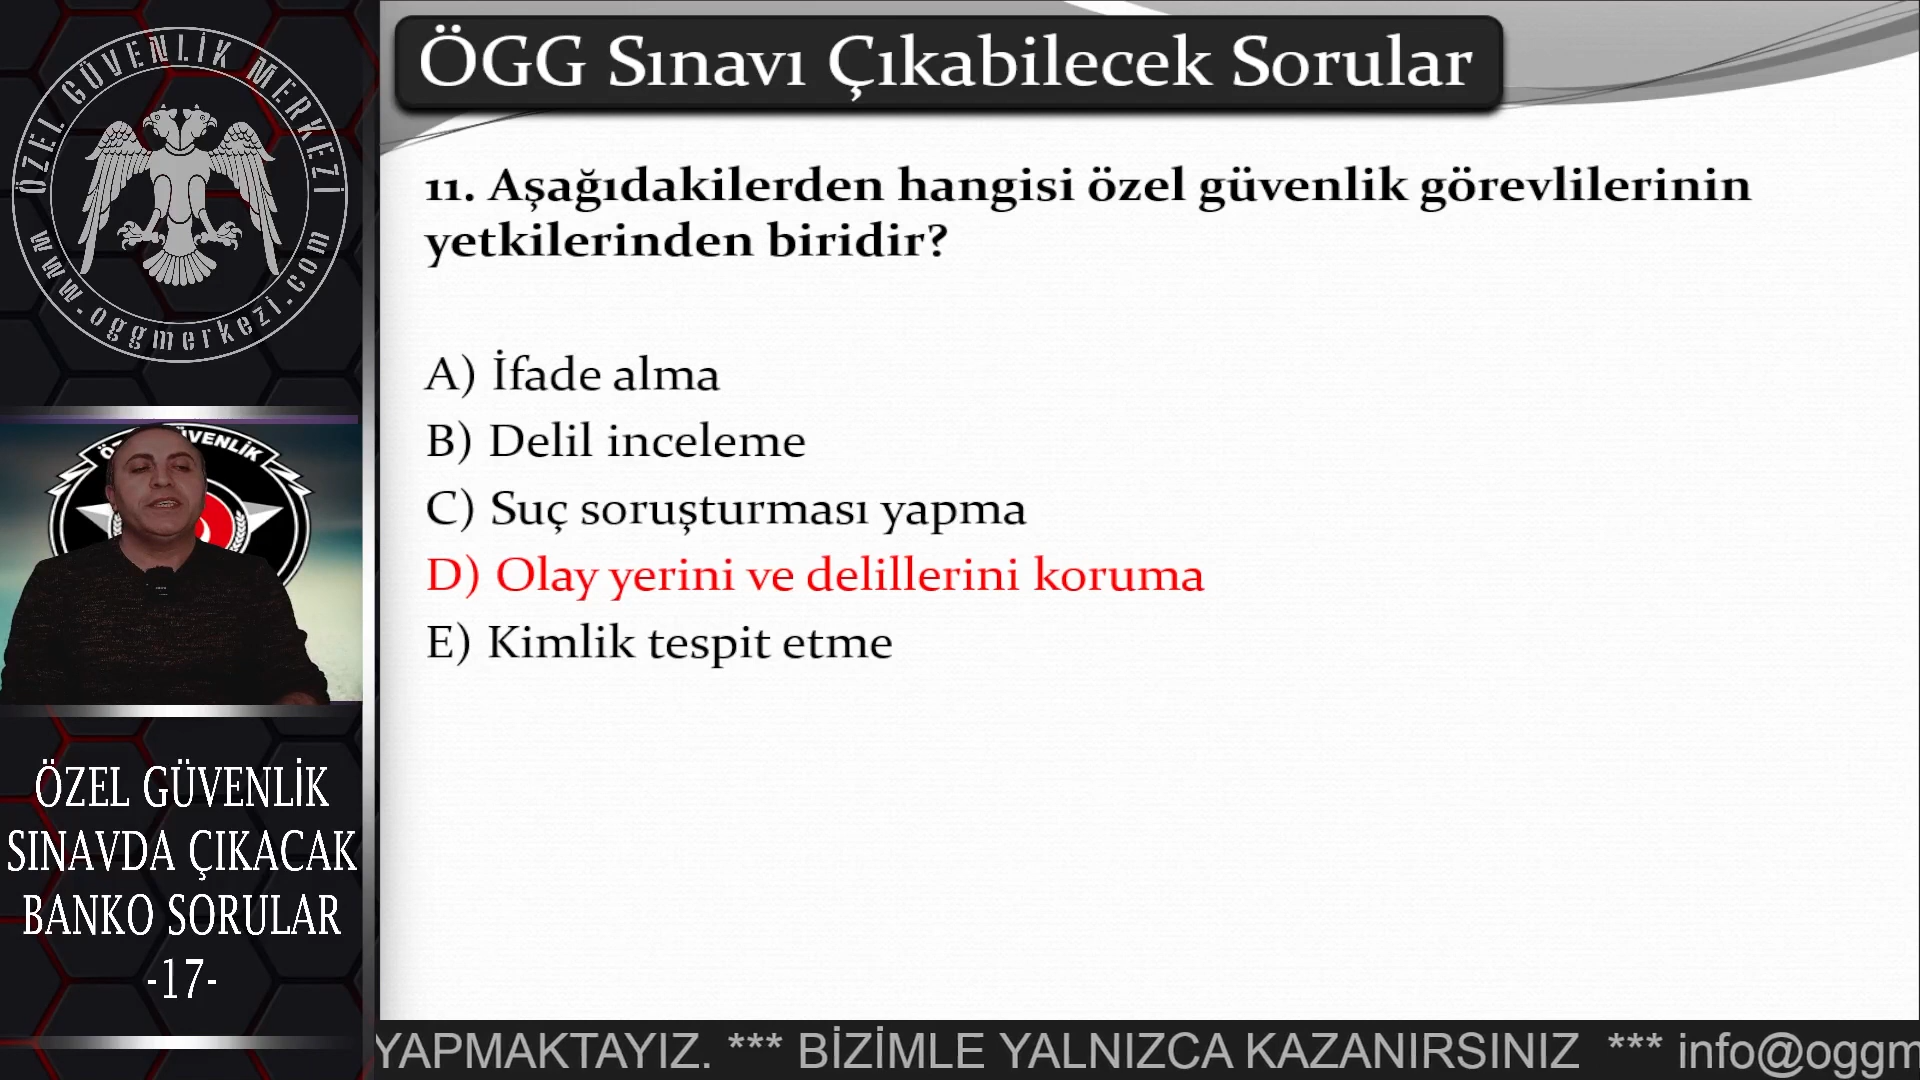 ÖZEL GÜVENLİK MERKEZİ
www.oggmerkezi.com
ÖGG Sınavı Çıkabilecek Sorular
11. Aşağıdakilerden hangisi özel güvenlik görevlilerinin
yetkilerinden biridir?
A) İfade alma
B) Delil inceleme
C) Suç soruşturması yapma
D) Olay yerini ve delillerini koruma
E) Kimlik tespit etme
ÖZEL GÜVENLİK
SINAVDA ÇIKACAK
BANKO SORULAR
-17-
YAPMAKTAYIZ. *** BİZİMLE YALNIZCA KAZANIRSINIZ *** info@oggm